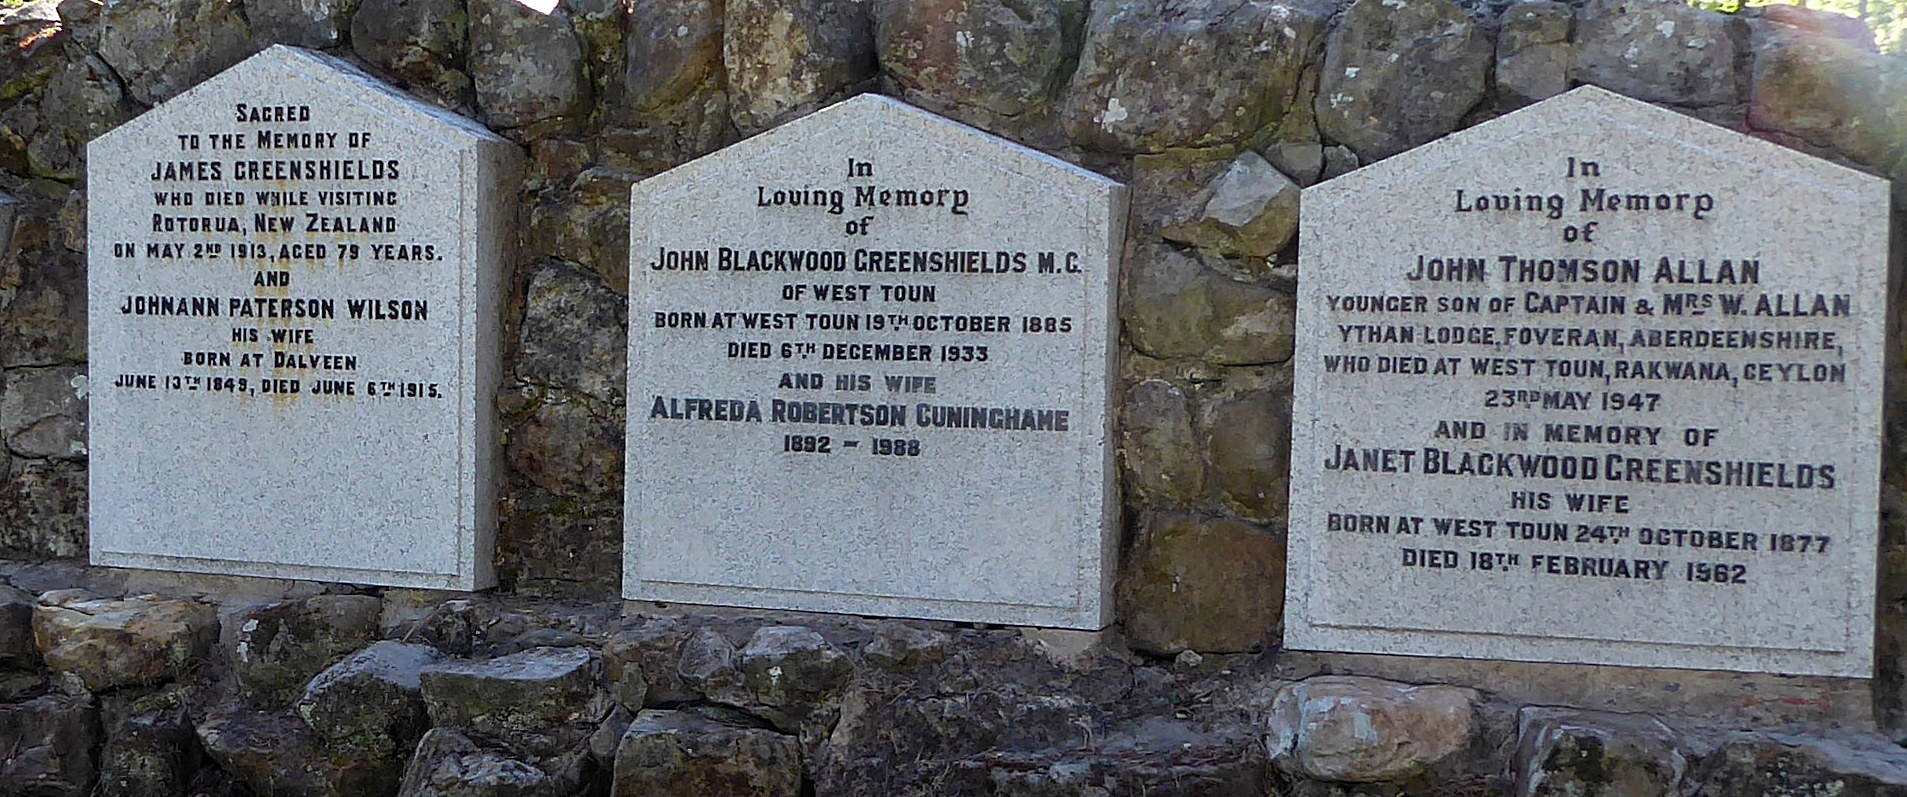 SACRED
TO THE MEMORY OF
JAMES GREENSHIELDS
WHO DIED WHILE VISITING
ROTORUA, NEW ZEALAND
ON MAY 2ND 1913, AGED 79 YEARS.
AND
JOHNANN PATERSON WILSON
HIS WIFE
BORN AT DALVEEN
JUNE 13TH 1849, DIED JUNE 6TH 1915.
In
Loving Memory
of
JOHN BLACKWOOD GREENSHIELDS M.C.
OF WEST TOUN
BORN AT WEST TOUN 19TH OCTOBER 1885
DIED 6TH DECEMBER 1933
AND HIS WIFE
ALFREDA ROBERTSON CUNINGHAME
1892 - 1988
In
Loving Memory
of
JOHN THOMSON ALLAN
YOUNGER SON OF CAPTAIN & MRS W. ALLAN
YTHAN LODGE, FOVERAN, ABERDEENSHIRE,
WHO DIED AT WEST TOUN, RAKWANA, CEYLON
23RD MAY 1947
AND IN MEMORY OF
JANET BLACKWOOD GREENSHIELDS
HIS WIFE
BORN AT WEST TOUN 24TH OCTOBER 1877
DIED 18TH FEBRUARY 1962